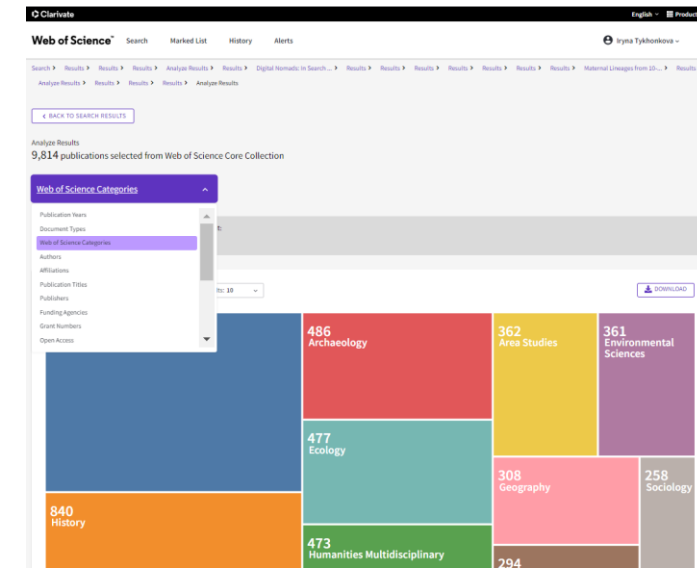 Clarivate
English
Product
Web of Science™
Search
Marked List
History
Alerts
Iryna Tykhonkova
Search > Results > Results > Results > Analyze Results > Results > Digital Nomads: In Search... > Results > Results > Results > Results > Results > Results > Results > Maternal Lineages from 10-... > Results
Analyze Results > Results > Results > Results > Analyze Results
< BACK TO SEARCH RESULTS
Analyze Results
9,814 publications selected from Web of Science Core Collection
Web of Science Categories
Publication Years
Document Types
Web of Science Categories
Authors
Affiliations
Publication Titles
Publishers
Funding Agencies
Grant Numbers
Open Access
10
DOWNLOAD
486
Archaeology
362
Area Studies
361
Environmental
Sciences
477
Ecology
308
Geography
258
Sociology
840
History
473
Humanities Multidisciplinary
294